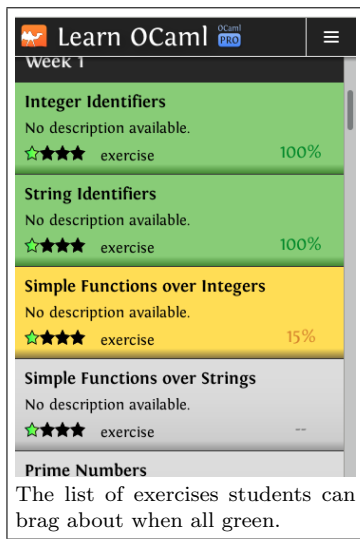 Learn OCaml OCaml PRO
Week 1
Integer Identifiers
No description available.
exercise 100%
String Identifiers
No description available.
exercise 100%
Simple Functions over Integers
No description available.
exercise 15%
Simple Functions over Strings
No description available.
exercise --
Prime Numbers
The list of exercises students can
brag about when all green.